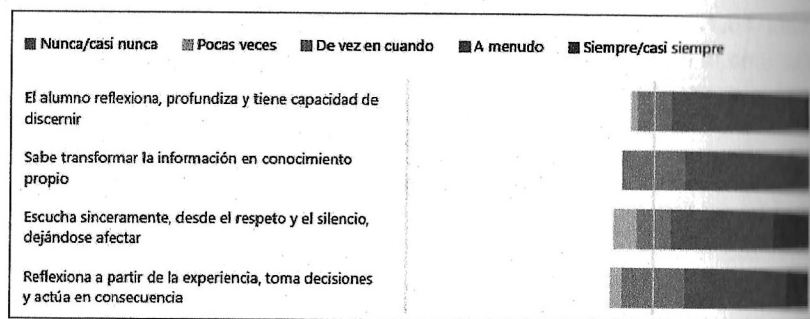 Nunca/casi nunca Pocas veces De vez en cuando A menudo Siempre/casi siempre
El alumno reflexiona, profundiza y tiene capacidad de
discernir
Sabe transformar la información en conocimiento
propio
Escucha sinceramente, desde el respeto y el silencio,
dejándose afectar
Reflexiona a partir de la experiencia, toma decisiones
y actúa en consecuencia